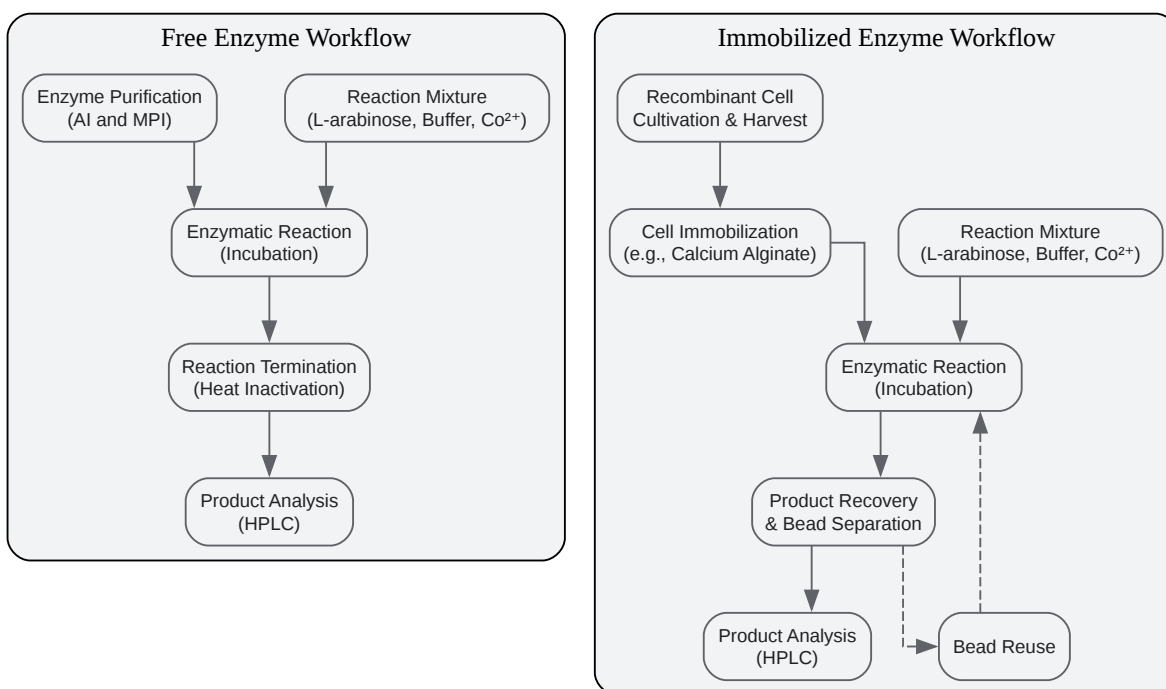 Free Enzyme Workflow
Enzyme Purification
(AI and MPI)
Reaction Mixture
(L-arabinose, Buffer, Co²⁺)
Enzymatic Reaction
(Incubation)
Reaction Termination
(Heat Inactivation)
Product Analysis
(HPLC)
Immobilized Enzyme Workflow
Recombinant Cell
Cultivation & Harvest
Cell Immobilization
(e.g., Calcium Alginate)
Reaction Mixture
(L-arabinose, Buffer, Co²⁺)
Enzymatic Reaction
(Incubation)
Product Recovery
& Bead Separation
Product Analysis
(HPLC)
Bead Reuse